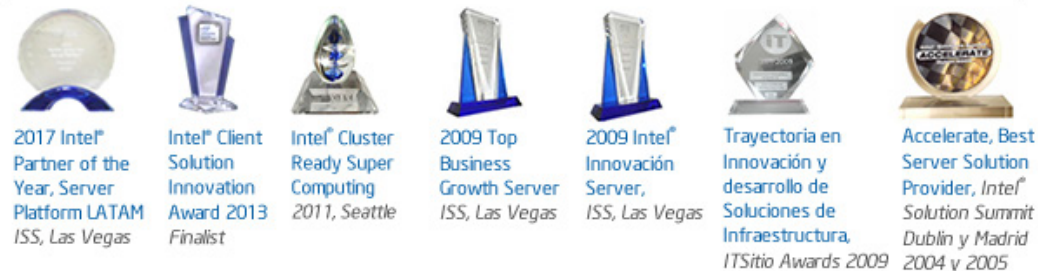 iT
ACCELERATE
2017 Intel®
Partner of the
Year, Server
Platform LATAM
ISS, Las Vegas
Intel® Client
Solution
Innovation
Award 2013
Finalist
Intel® Cluster
Ready Super
Computing
2011, Seattle
2009 Top
Business
Growth Server
ISS, Las Vegas
2009 Intel®
Innovación
Server,
ISS, Las Vegas
Trayectoria en
Innovación y
desarrollo de
Soluciones de
Infraestructura,
ITSitio Awards 2009
Accelerate, Best
Server Solution
Provider, Intel®
Solution Summit
Dublin y Madrid
2004 y 2005